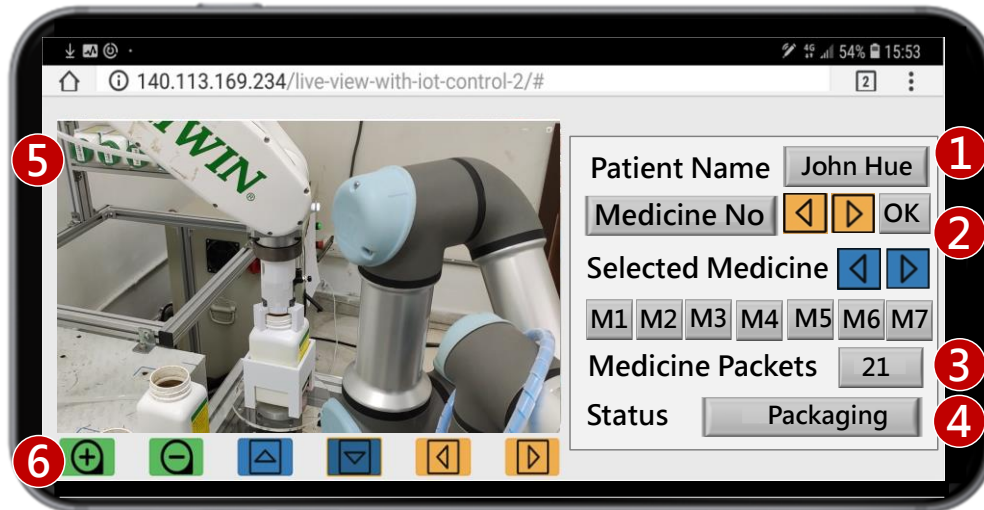 54% 15:53
140.113.169.234/live-view-with-iot-control-2/#
2
TWIN
®
5
Patient Name John Hue
1
Medicine No OK
2
Selected Medicine
M1 M2 M3 M4 M5 M6 M7
Medicine Packets 21
3
Status Packaging
4
6